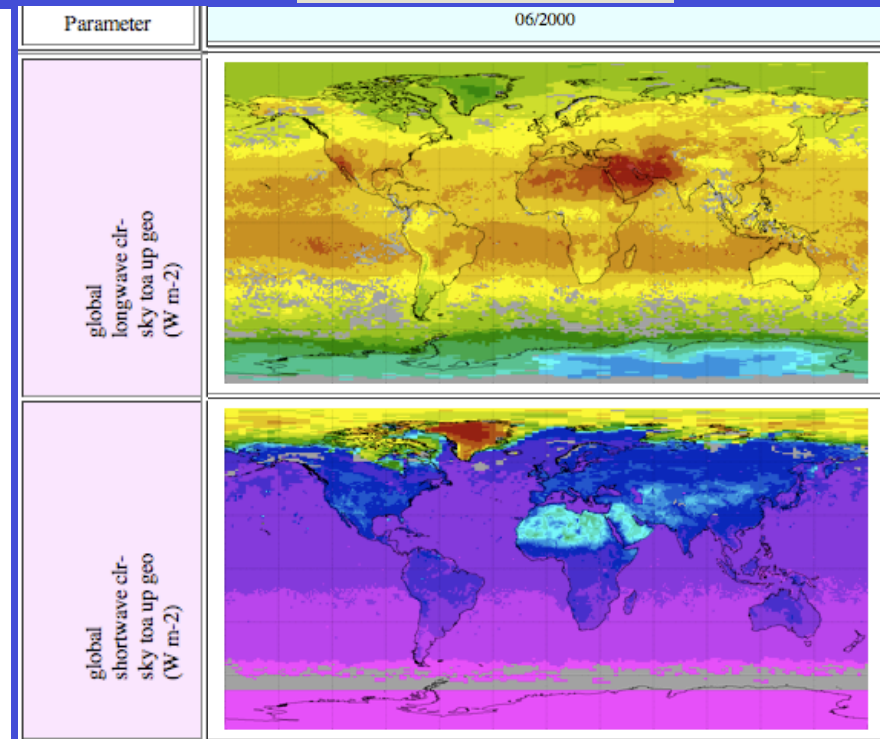 Parameter
06/2000
global
longwave clr-
sky toa up geo
(W m-2)
global
shortwave clr-
sky toa up geo
(W m-2)